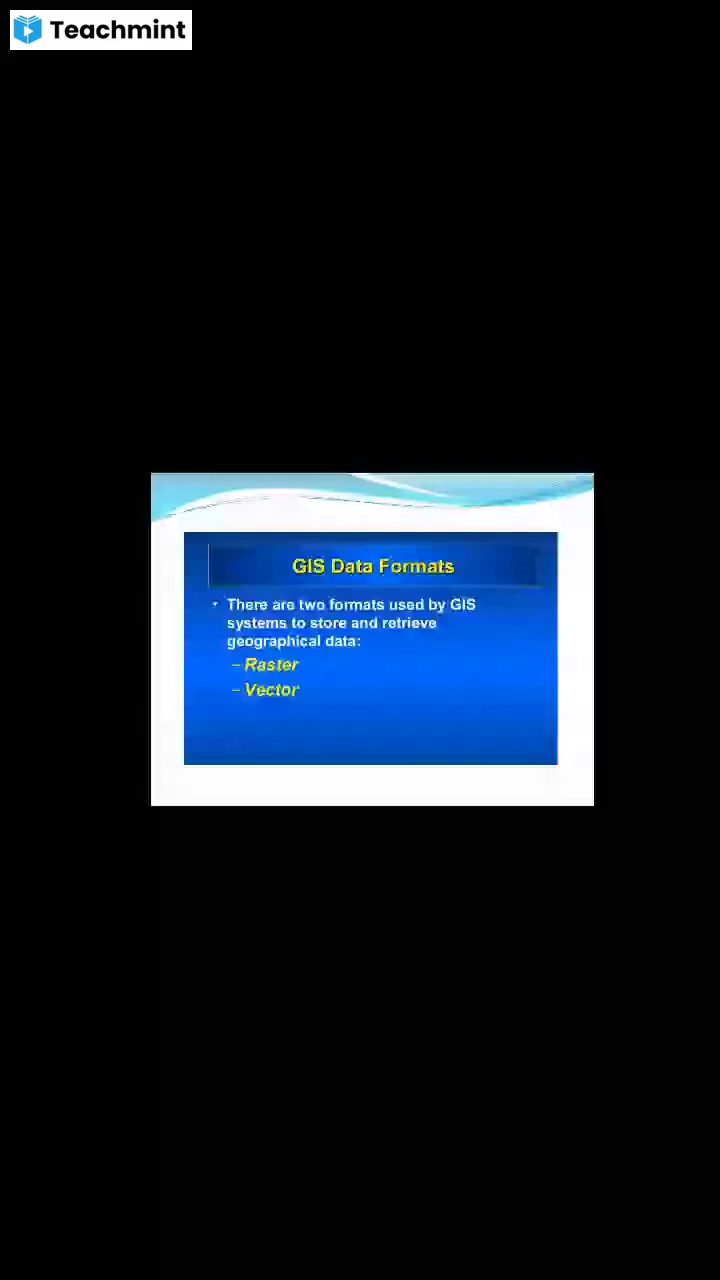 Teachmint
GIS Data Formats
• There are two formats used by GIS
systems to store and retrieve
geographical data:
– Raster
– Vector